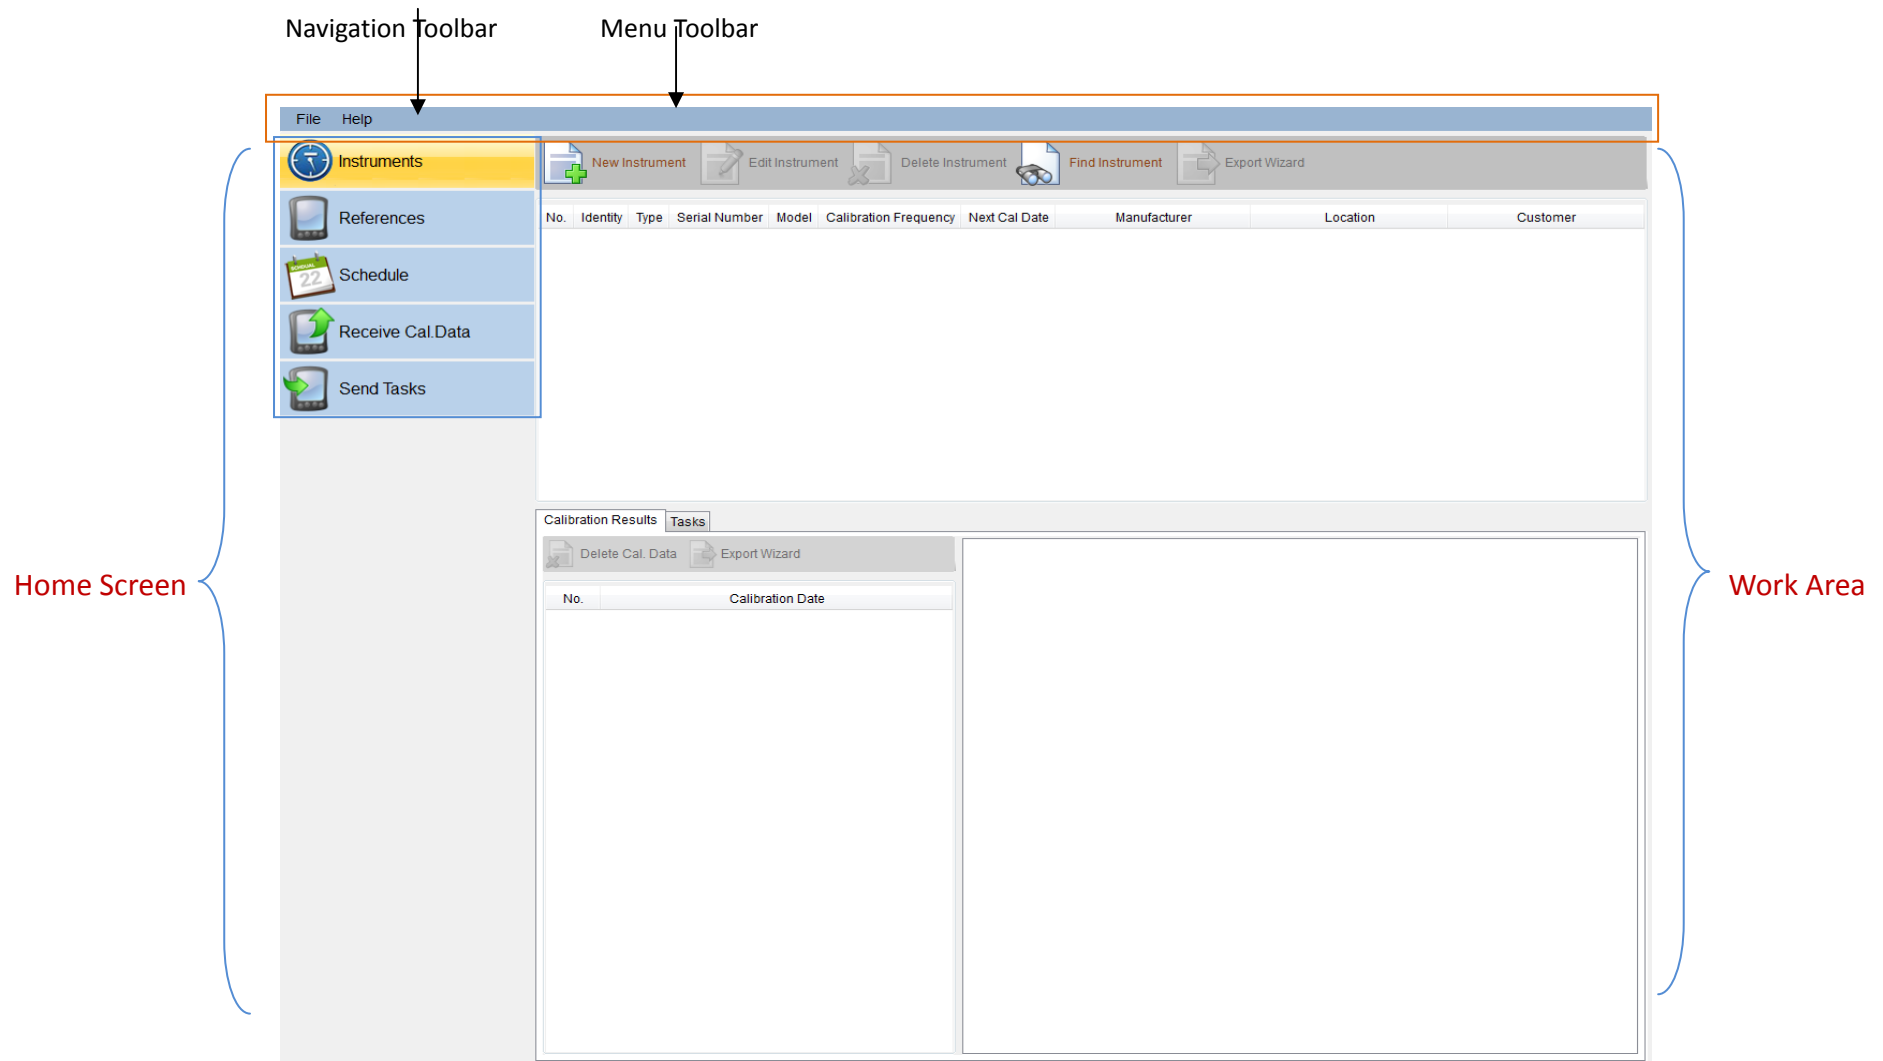 Navigation Toolbar Menu Toolbar
File Help
Instruments
References
Schedule
Receive Cal.Data
Send Tasks
SCHEDUAL
22
New Instrument Edit Instrument Delete Instrument Find Instrument Export Wizard
No. Identity Type Serial Number Model Calibration Frequency Next Cal Date Manufacturer Location Customer
Calibration Results Tasks
Delete Cal. Data Export Wizard
No. Calibration Date
Home Screen
Work Area